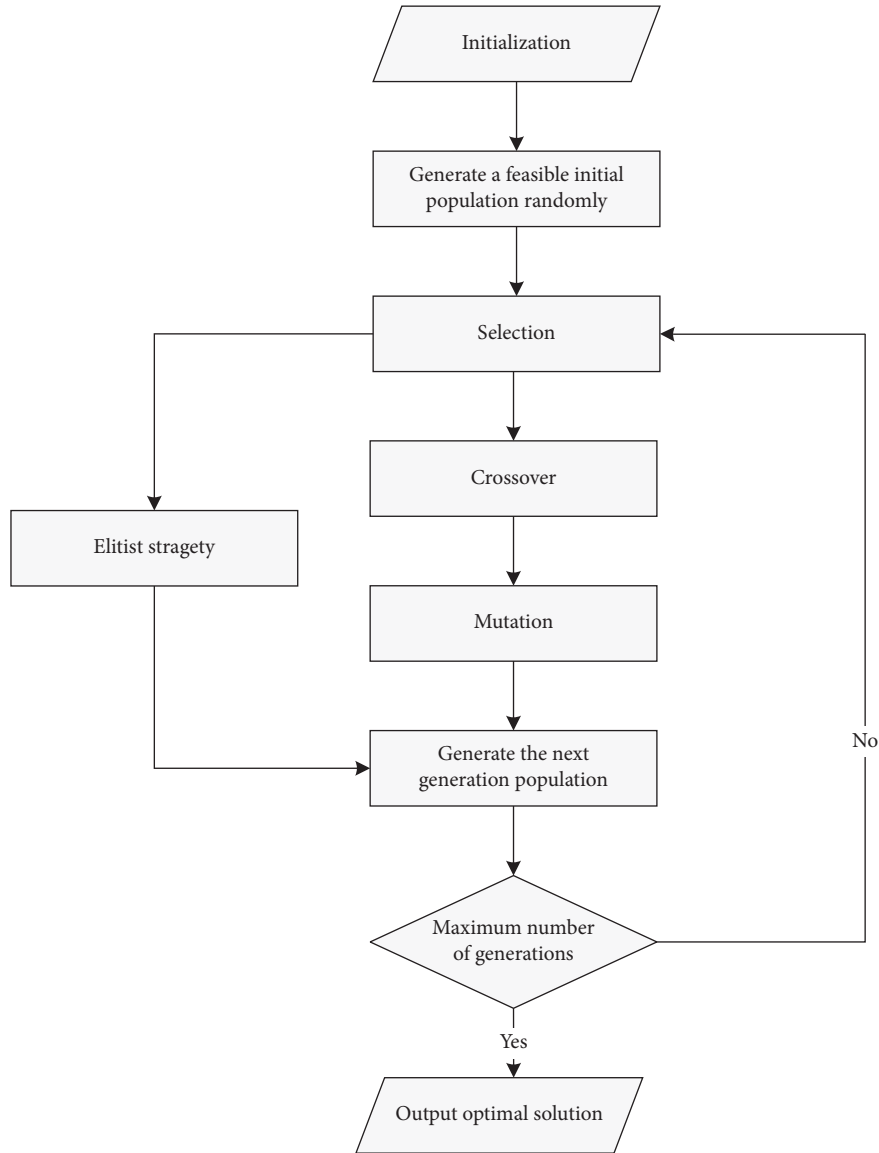 Initialization
Generate a feasible initial
population randomly
Selection
Crossover
Elitist stragety
Mutation
Generate the next
generation population
No
Maximum number
of generations
Yes
Output optimal solution